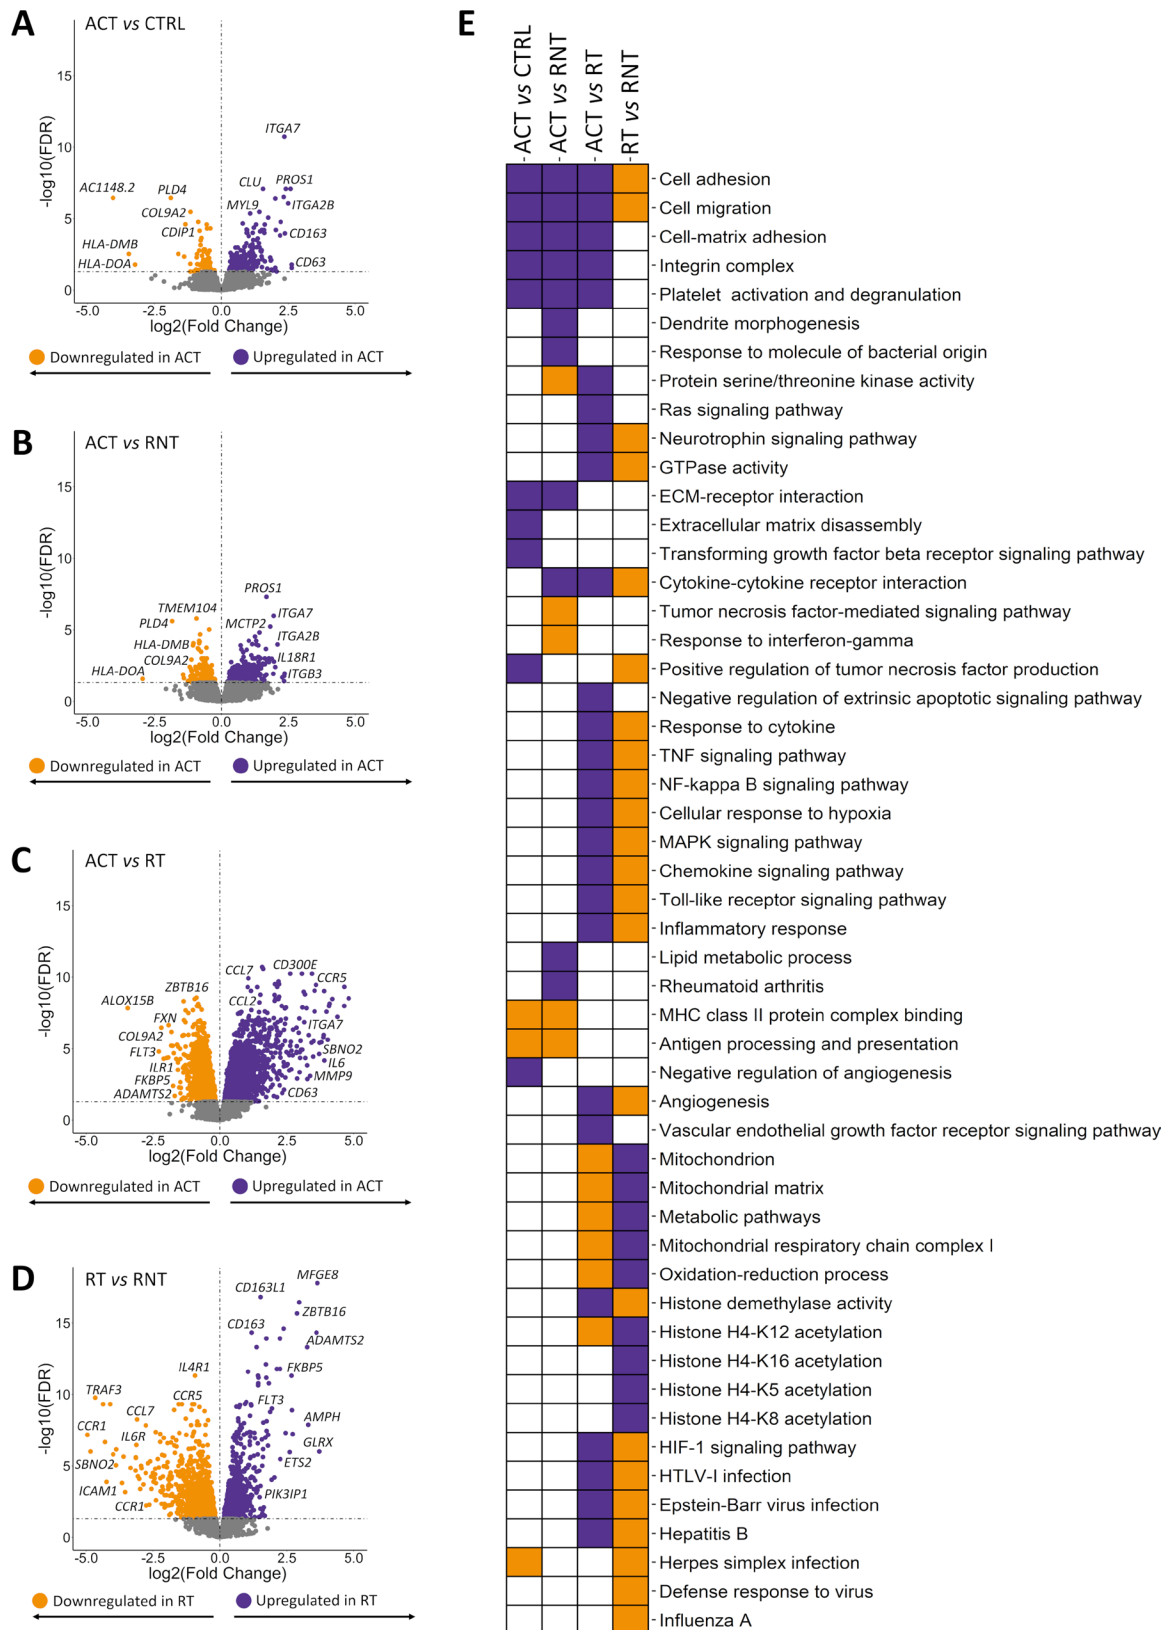 A
ACT vs CTRL
-log10(FDR)
15
10
5
0
ITGA7
CLU
PROS1
AC1148.2
PLD4
MYL9
ITGA2B
COL9A2
CDIP1
CD163
HLA-DMB
HLA-DOA
CD63
-5.0 -2.5 0.0 2.5 5.0
log2(Fold Change)
Downregulated in ACT Upregulated in ACT
B
ACT vs RNT
-log10(FDR)
15
10
5
0
PROS1
TMEM104
ITGA7
PLD4
MCTP2
ITGA2B
HLA-DMB
COL9A2
IL18R1
HLA-DOA
ITGB3
-5.0 -2.5 0.0 2.5 5.0
log2(Fold Change)
Downregulated in ACT Upregulated in ACT
C
ACT vs RT
-log10(FDR)
15
10
5
0
CCL7
CD300E
CCR5
ZBTB16
ALOX15B
CCL2
FXN
ITGA7
COL9A2
SBNO2
FLT3
IL6
ILR1
MMP9
FKBP5
ADAMTS2
CD63
-5.0 -2.5 0.0 2.5 5.0
log2(Fold Change)
Downregulated in ACT Upregulated in ACT
D
RT vs RNT
-log10(FDR)
15
10
5
0
MFGE8
CD163L1
ZBTB16
CD163
ADAMTS2
IL4R1
FKBP5
TRAF3
CCR5
FLT3
CCL7
AMPH
CCR1
IL6R
GLRX
SBNO2
ETS2
ICAM1
PIK3IP1
CCR1
-5.0 -2.5 0.0 2.5 5.0
log2(Fold Change)
Downregulated in RT Upregulated in RT
E
ACT vs CTRL
ACT vs RNT
ACT vs RT
RT vs RNT
Cell adhesion
Cell migration
Cell-matrix adhesion
Integrin complex
Platelet activation and degranulation
Dendrite morphogenesis
Response to molecule of bacterial origin
Protein serine/threonine kinase activity
Ras signaling pathway
Neurotrophin signaling pathway
GTPase activity
ECM-receptor interaction
Extracellular matrix disassembly
Transforming growth factor beta receptor signaling pathway
Cytokine-cytokine receptor interaction
Tumor necrosis factor-mediated signaling pathway
Response to interferon-gamma
Positive regulation of tumor necrosis factor production
Negative regulation of extrinsic apoptotic signaling pathway
Response to cytokine
TNF signaling pathway
NF-kappa B signaling pathway
Cellular response to hypoxia
MAPK signaling pathway
Chemokine signaling pathway
Toll-like receptor signaling pathway
Inflammatory response
Lipid metabolic process
Rheumatoid arthritis
MHC class II protein complex binding
Antigen processing and presentation
Negative regulation of angiogenesis
Angiogenesis
Vascular endothelial growth factor receptor signaling pathway
Mitochondrion
Mitochondrial matrix
Metabolic pathways
Mitochondrial respiratory chain complex I
Oxidation-reduction process
Histone demethylase activity
Histone H4-K12 acetylation
Histone H4-K16 acetylation
Histone H4-K5 acetylation
Histone H4-K8 acetylation
HIF-1 signaling pathway
HTLV-I infection
Epstein-Barr virus infection
Hepatitis B
Herpes simplex infection
Defense response to virus
Influenza A